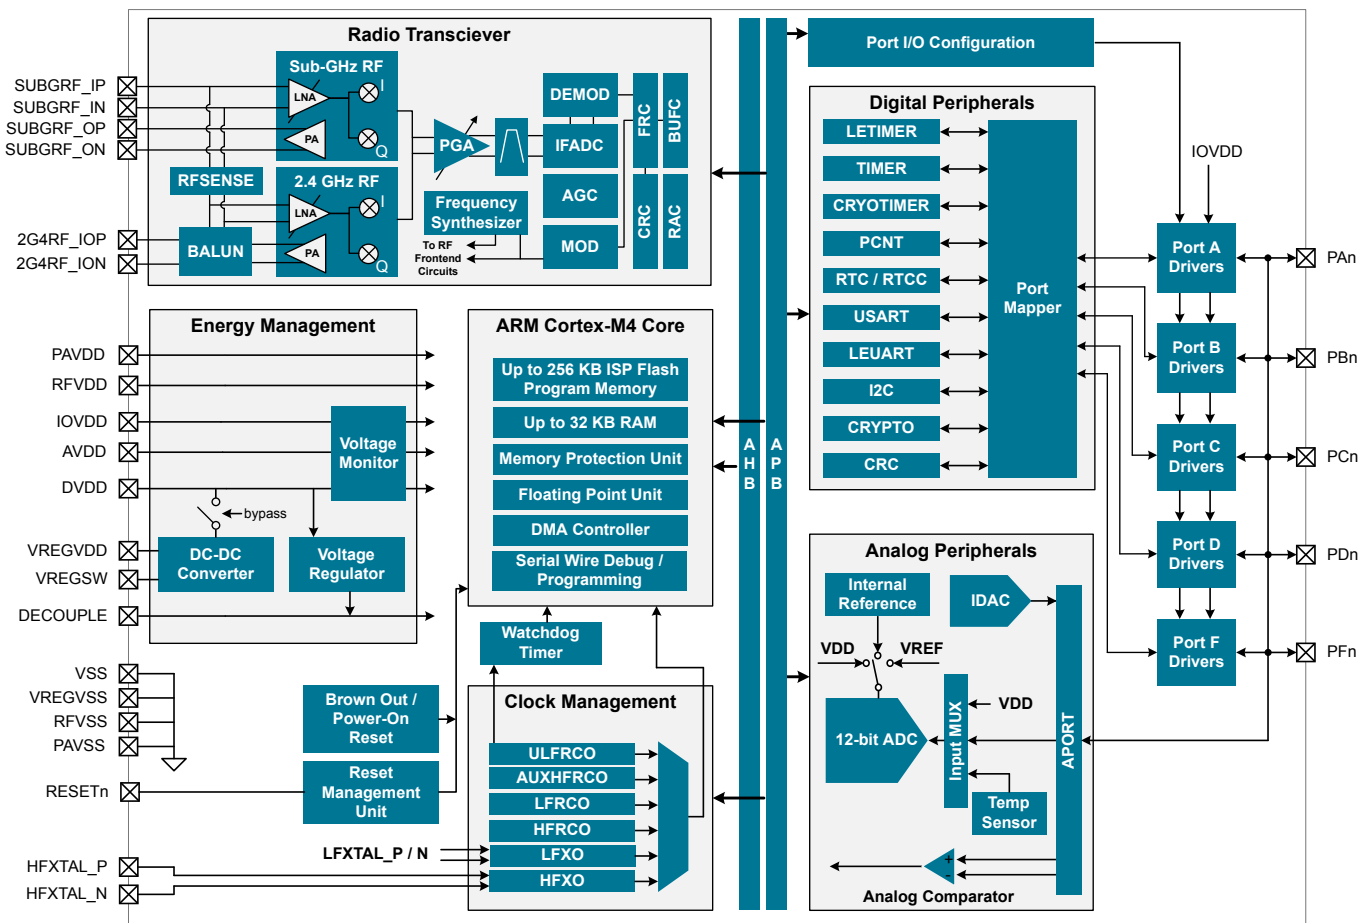 Radio Transciever
SUBGRF_IP
SUBGRF_IN
SUBGRF_OP
SUBGRF_ON
2G4RF_IOP
2G4RF_ION
Sub-GHz RF
LNA
I
PA
Q
RFSENSE
2.4 GHz RF
LNA
I
PA
Q
BALUN
PGA
Frequency
Synthesizer
To RF
Frontend
Circuits
DEMOD
IFADC
AGC
MOD
FRC
BUFC
CRC
RAC
Energy Management
PAVDD
RFVDD
IOVDD
AVDD
DVDD
VREGVDD
VREGSW
DECOUPLE
Voltage
Monitor
bypass
DC-DC
Converter
Voltage
Regulator
VSS
VREGVSS
RFVSS
PAVSS
RESETn
HFXTAL_P
HFXTAL_N
Brown Out /
Power-On
Reset
Reset
Management
Unit
ARM Cortex-M4 Core
Up to 256 KB ISP Flash
Program Memory
Up to 32 KB RAM
Memory Protection Unit
Floating Point Unit
DMA Controller
Serial Wire Debug /
Programming
Watchdog
Timer
Clock Management
ULFRCO
AUXHFRCO
LFRCO
HFRCO
LFXO
HFXO
LFXTAL_P / N
AHB
APB
Port I/O Configuration
Digital Peripherals
LETIMER
TIMER
CRYOTIMER
PCNT
RTC / RTCC
USART
LEUART
I2C
CRYPTO
CRC
Port
Mapper
IOVDD
Port A
Drivers
Port B
Drivers
Port C
Drivers
Port D
Drivers
Port F
Drivers
PAn
PBn
PCn
PDn
PFn
Analog Peripherals
Internal
Reference
IDAC
VDD
VREF
12-bit ADC
Input MUX
VDD
Temp
Sensor
APORT
+
-
Analog Comparator